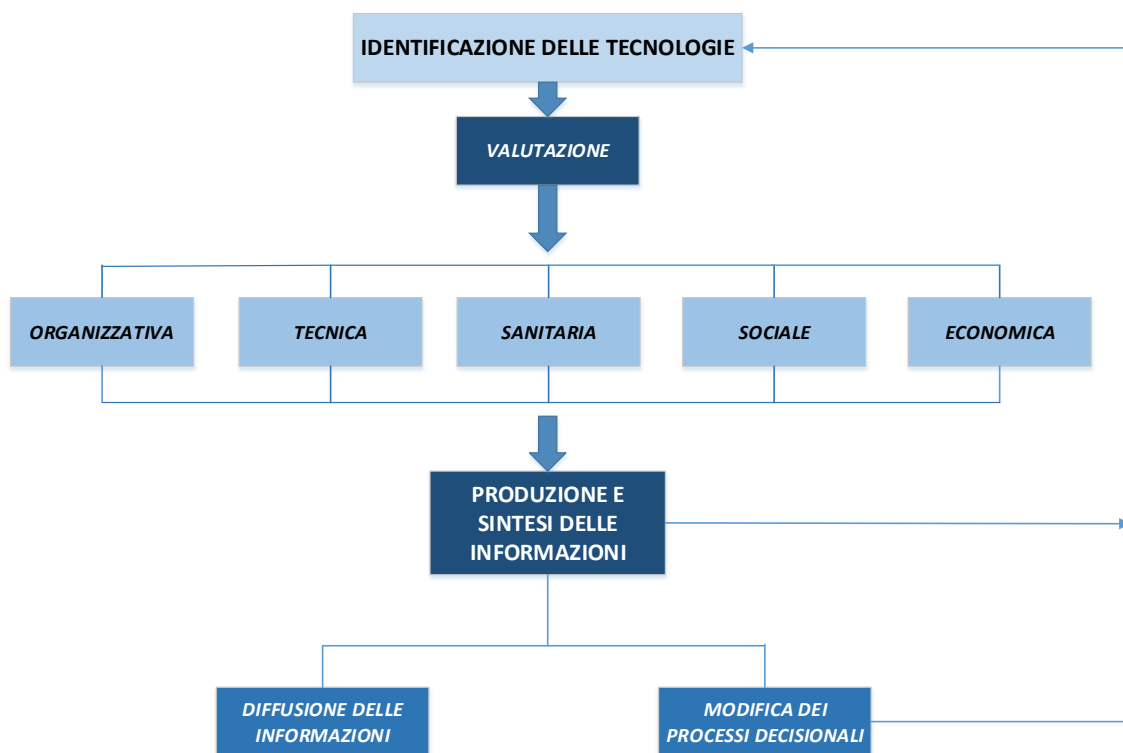 IDENTIFICAZIONE DELLE TECNOLOGIE
VALUTAZIONE
ORGANIZZATIVA
TECNICA
SANITARIA
SOCIALE
ECONOMICA
PRODUZIONE E
SINTESI DELLE
INFORMAZIONI
DIFFUSIONE DELLE
INFORMAZIONI
MODIFICA DEI
PROCESSI DECISIONALI